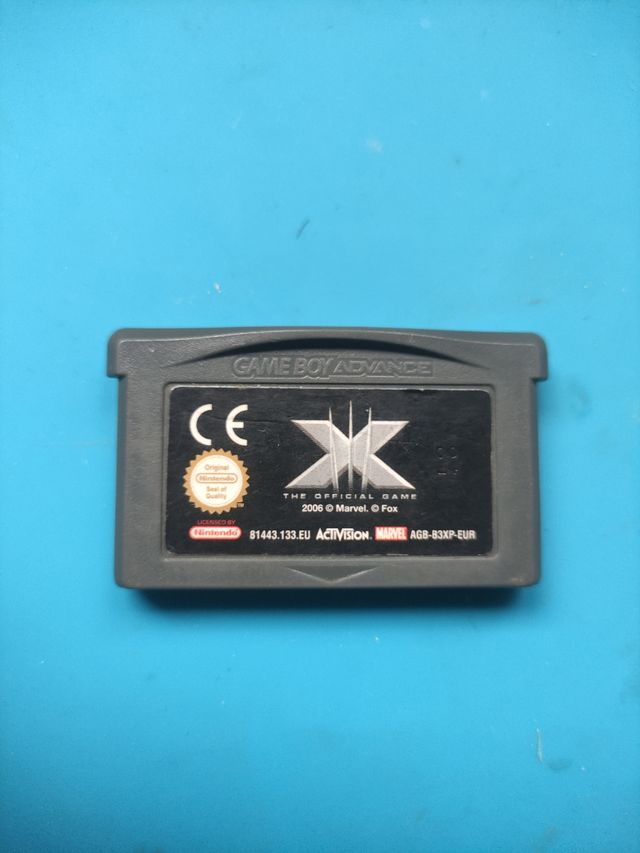 GAME BOY ADVANCE
CE
Original
Nintendo
Seal of
Quality
TM
THE OFFICIAL GAME
2006 © Marvel. © Fox
LICENSED BY
Nintendo
81443.133.EU ACTIVISION. MARVEL AGB-B3XP-EUR